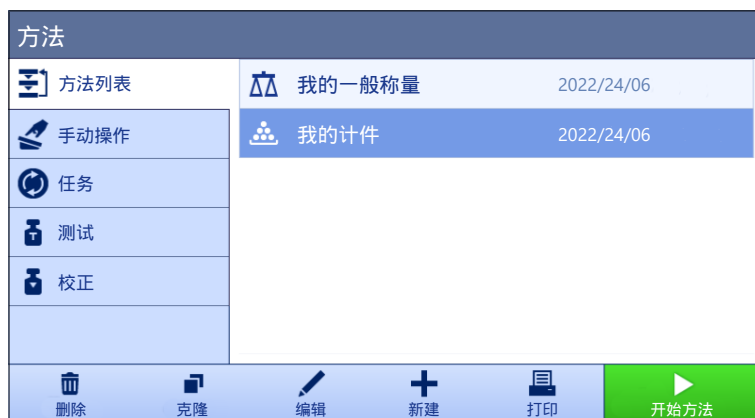 方法
方法列表
手动操作
任务
测试
校正
我的一般称量 2022/24/06
我的计件 2022/24/06
删除 克隆 编辑 新建 打印 开始方法